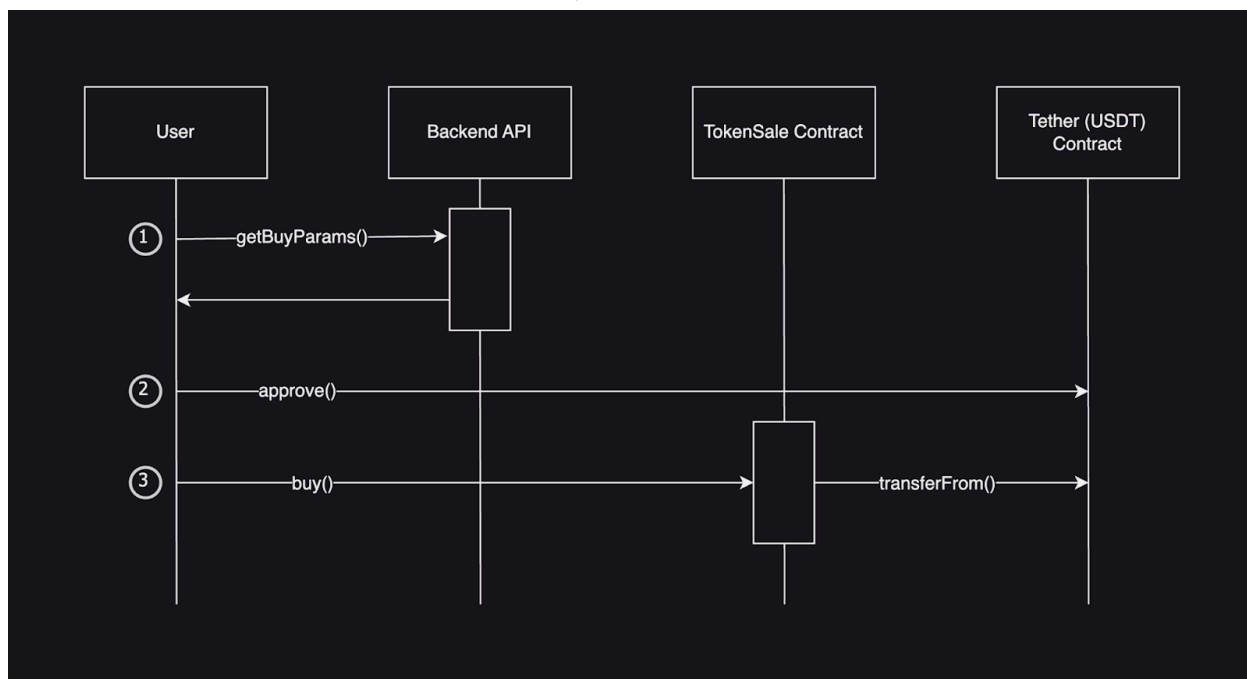 User
Backend API
TokenSale Contract
Tether (USDT)
Contract
1
getBuyParams()
2
approve()
3
buy()
transferFrom()